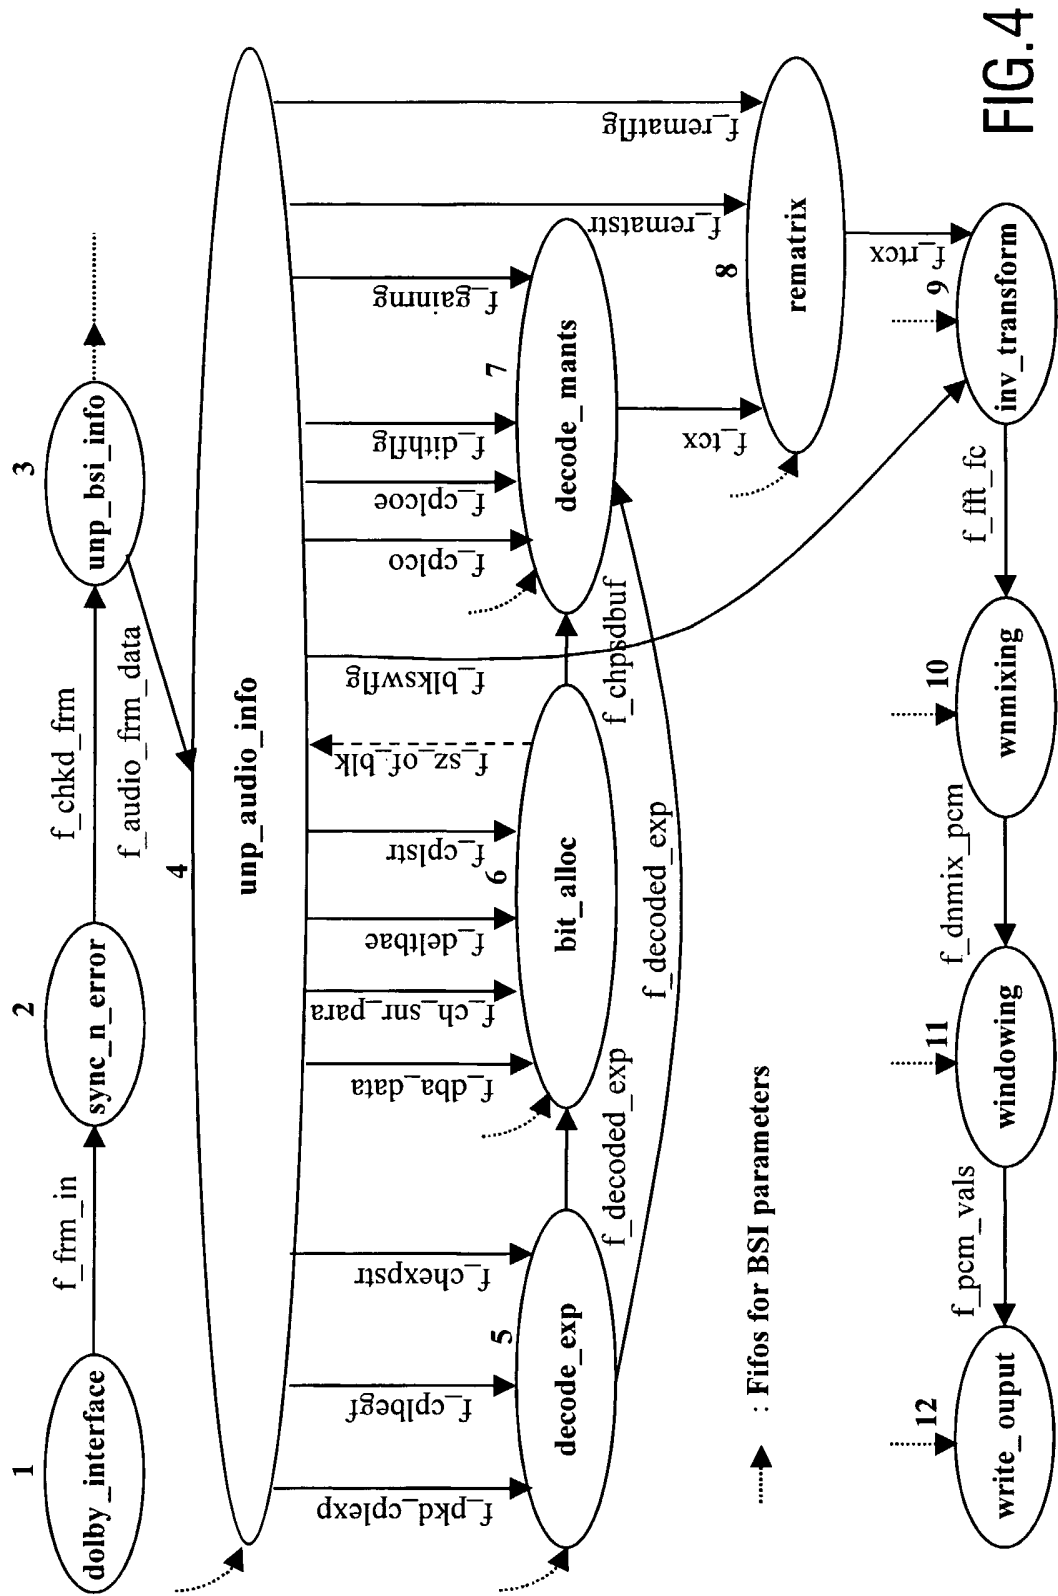 1
dolby_interface
f_frm_in
2
sync_n_error
f_chkd_frm
3
unp_bsi_info
f_audio_frm_data
4
unp_audio_info
f_pkd_cplexp
f_cplbegf
f_chexpstr
f_dba_data
f_ch_snr_para
f_deltbae
f_cplstr
f_sz_of_blk
f_blkswflg
f_cplco
f_cplcoe
f_dithflg
f_gainrng
f_rematstr
f_rematflg
5
decode_exp
f_decoded_exp
6
bit_alloc
f_chpsdbuf
7
decode_mants
f_decoded_exp
f_tcx
8
rematrix
f_rtcx
: Fifos for BSI parameters
9
inv_transform
f_fft_fc
10
wnmixing
f_dnmix_pcm
11
windowing
f_pcm_vals
12
write_ouput
FIG.4